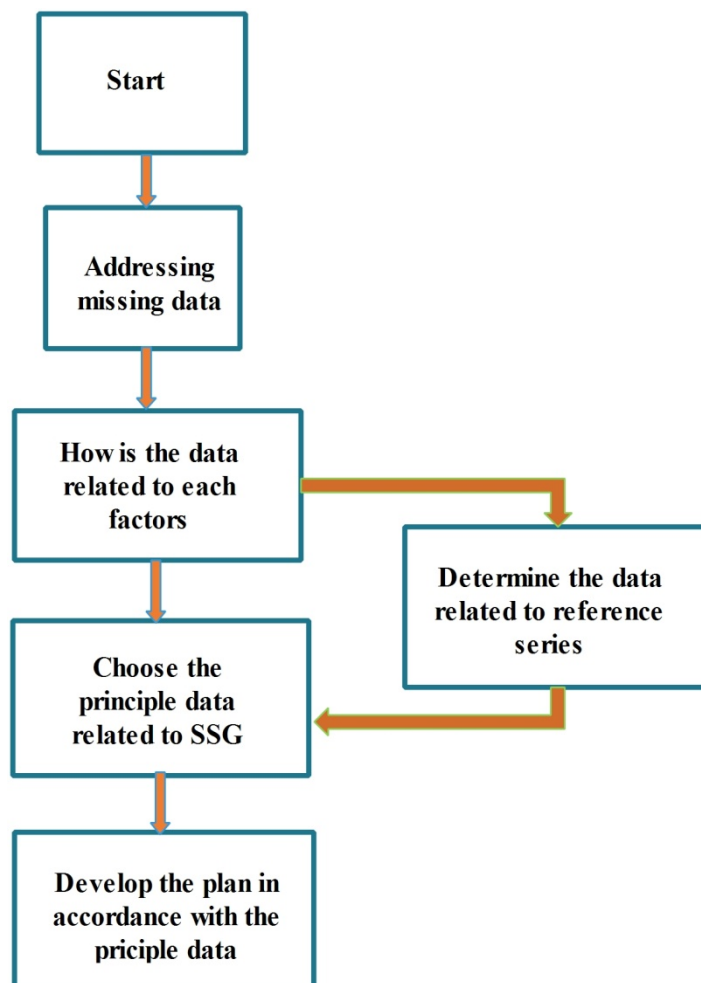 Start
Addressing
missing data
How is the data
related to each
factors
Determine the data
related to reference
series
Choose the
principle data
related to SSG
Develop the plan in
accordance with the
priciple data